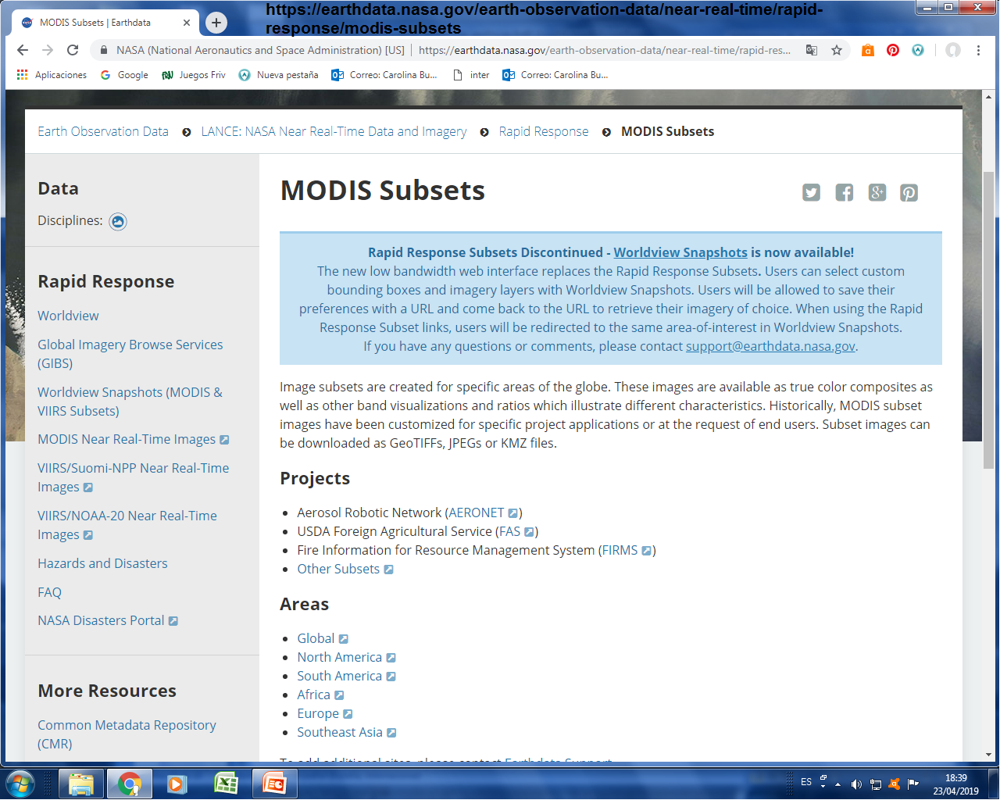 https://earthdata.nasa.gov/earth-observation-data/near-real-time/rapid-
response/modis-subsets
MODIS Subsets | Earthdata
NASA (National Aeronautics and Space Administration) [US]
https://earthdata.nasa.gov/earth-observation-data/near-real-time/rapid-res...
Aplicaciones
Google
Juegos Friv
Nueva pestaña
Correo: Carolina Bu...
inter
Correo: Carolina Bu...
Earth Observation Data
LANCE: NASA Near Real-Time Data and Imagery
Rapid Response
MODIS Subsets
Data
Disciplines:
Rapid Response
Worldview
Global Imagery Browse Services
(GIBS)
Worldview Snapshots (MODIS &
VIIRS Subsets)
MODIS Near Real-Time Images
VIIRS/Suomi-NPP Near Real-Time
Images
VIIRS/NOAA-20 Near Real-Time
Images
Hazards and Disasters
FAQ
NASA Disasters Portal
More Resources
Common Metadata Repository
(CMR)
MODIS Subsets
Rapid Response Subsets Discontinued - Worldview Snapshots is now available!
The new low bandwidth web interface replaces the Rapid Response Subsets. Users can select custom
bounding boxes and imagery layers with Worldview Snapshots. Users will be allowed to save their
preferences with a URL and come back to the URL to retrieve their imagery of choice. When using the Rapid
Response Subset links, users will be redirected to the same area-of-interest in Worldview Snapshots.
If you have any questions or comments, please contact support@earthdata.nasa.gov.
Image subsets are created for specific areas of the globe. These images are available as true color composites as
well as other band visualizations and ratios which illustrate different characteristics. Historically, MODIS subset
images have been customized for specific project applications or at the request of end users. Subset images can
be downloaded as GeoTIFFs, JPEGs or KMZ files.
Projects
Aerosol Robotic Network (AERONET)
USDA Foreign Agricultural Service (FAS)
Fire Information for Resource Management System (FIRMS)
Other Subsets
Areas
Global
North America
South America
Africa
Europe
Southeast Asia
To add additional sites, please contact Earthdata Support
ES
18:39
23/04/2019